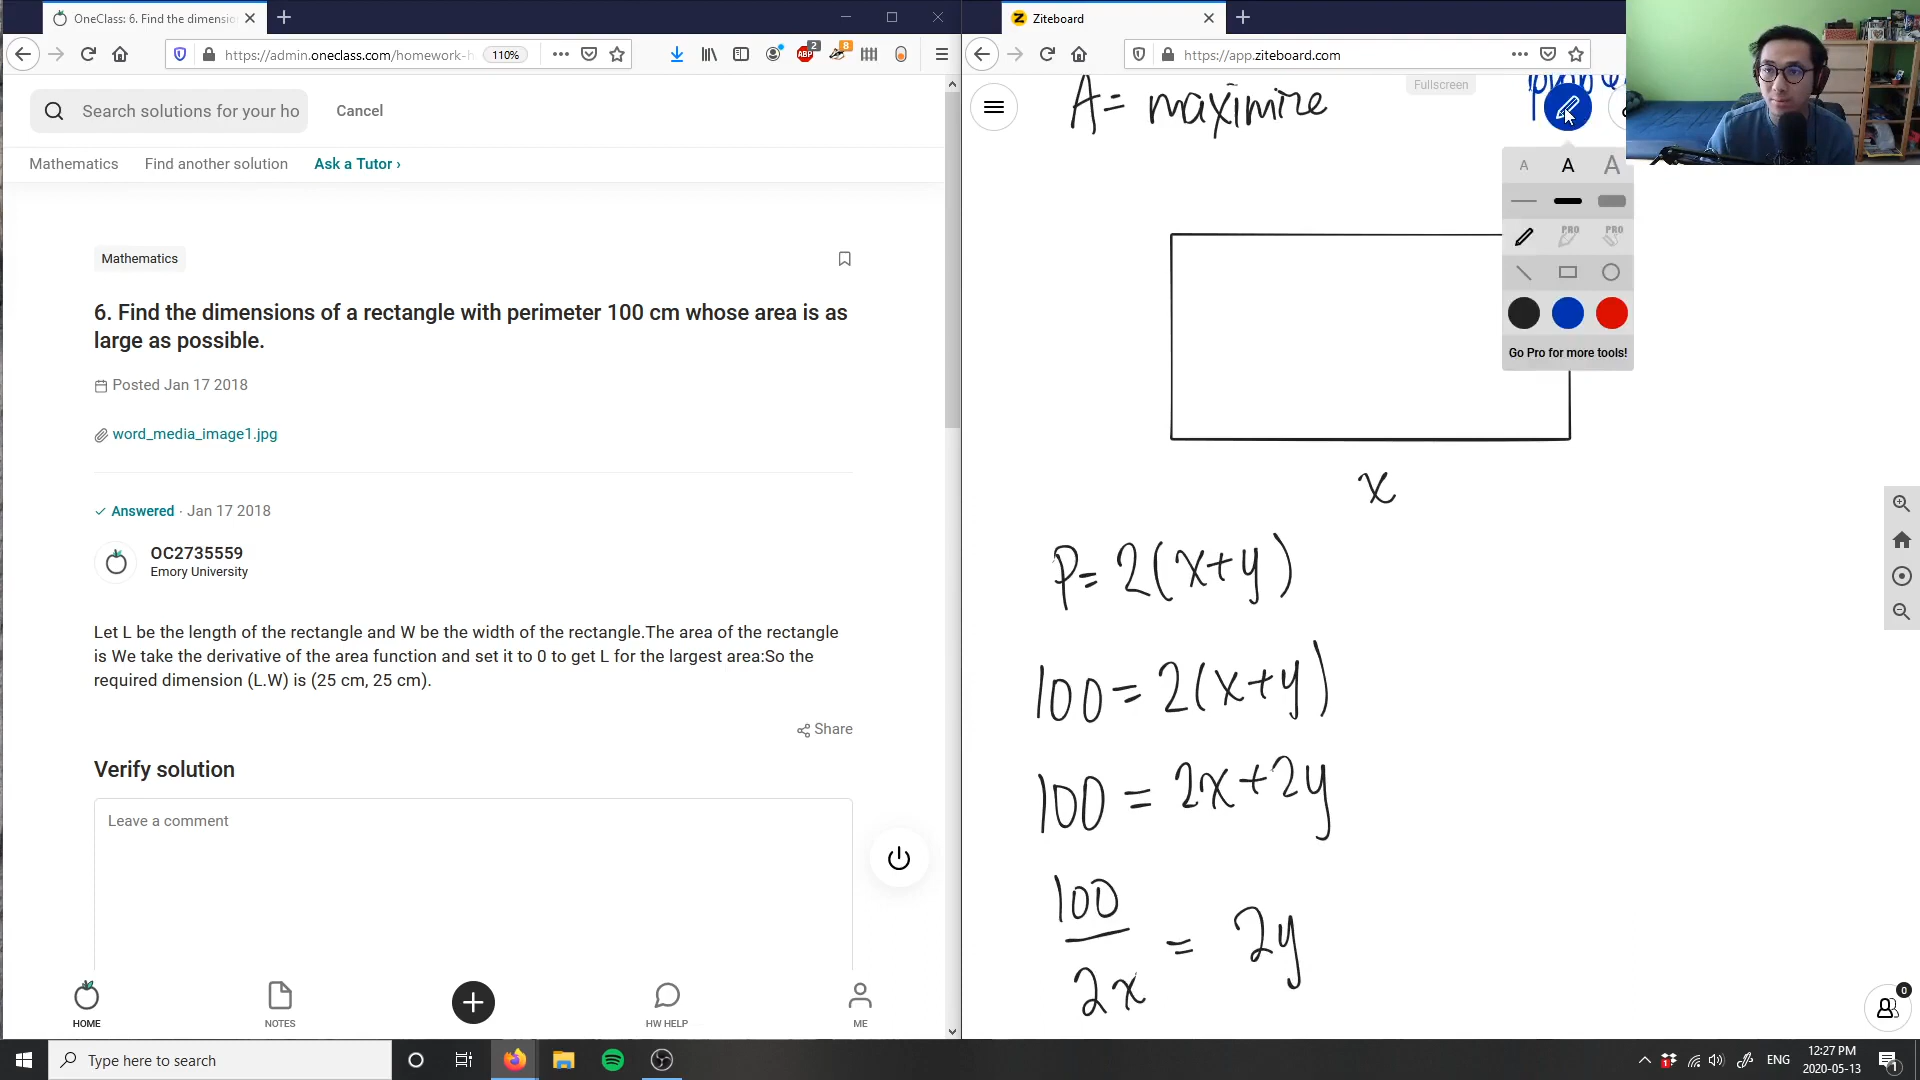 OneClass: 6. Find the dimensio
Ziteboard
https://admin.oneclass.com/homework-h
110%
2
8
https://app.ziteboard.com
Search solutions for your ho
Cancel
Mathematics
Find another solution
Ask a Tutor ›
Mathematics
6. Find the dimensions of a rectangle with perimeter 100 cm whose area is as
large as possible.
Posted Jan 17 2018
word_media_image1.jpg
Answered · Jan 17 2018
OC2735559
Emory University
Let L be the length of the rectangle and W be the width of the rectangle.The area of the rectangle
is We take the derivative of the area function and set it to 0 to get L for the largest area:So the
required dimension (L.W) is (25 cm, 25 cm).
Share
Verify solution
Leave a comment
HOME
NOTES
HW HELP
ME
Fullscreen
A= maximize
A A A
PRO PRO
Go Pro for more tools!
x
P= 2(x+y)
100 = 2(x+y)
100 = 2x+2y
100
2x
= 2y
0
Type here to search
ENG
12:27 PM
2020-05-13
1